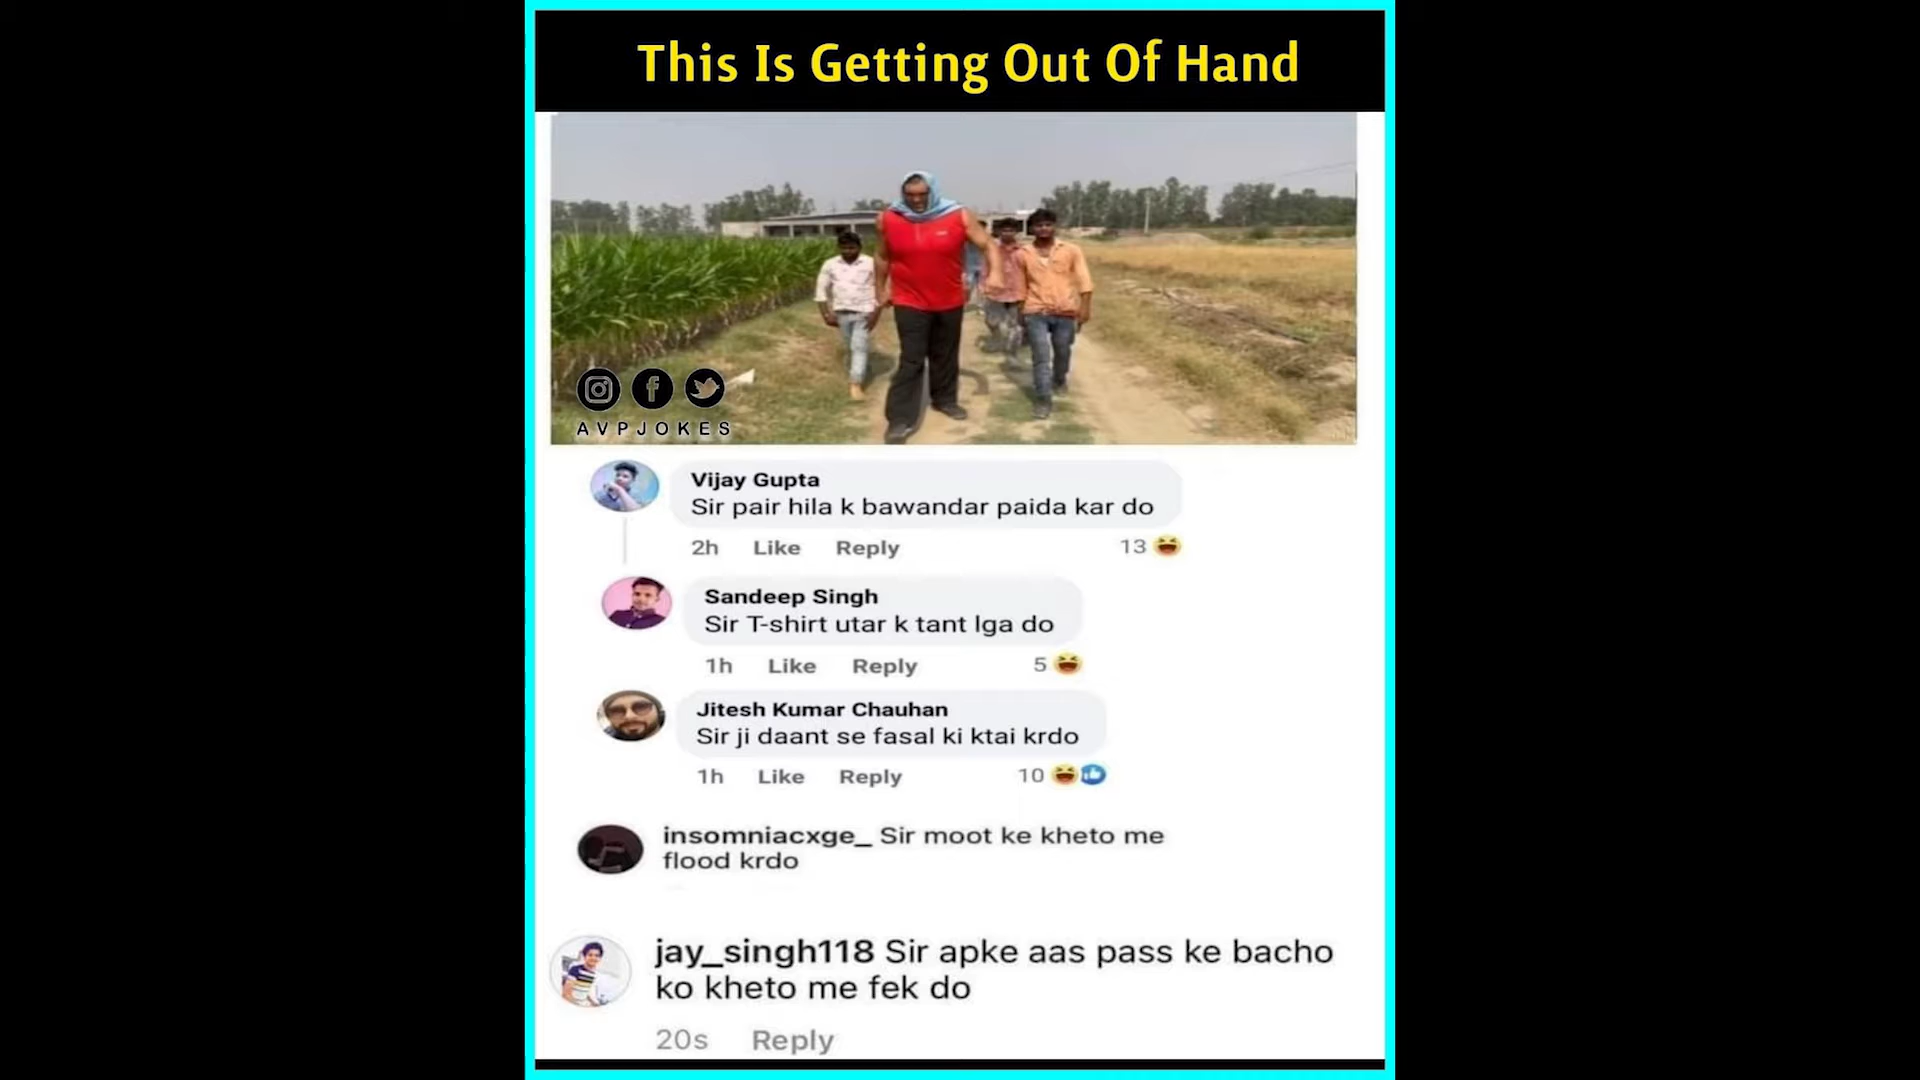 This Is Getting Out Of Hand
AVPJOKES
Vijay Gupta
Sir pair hila k bawandar paida kar do
2h Like Reply 13
Sandeep Singh
Sir T-shirt utar k tant lga do
1h Like Reply 5
Jitesh Kumar Chauhan
Sir ji daant se fasal ki ktai krdo
1h Like Reply 10
insomniacxge_ Sir moot ke kheto me
flood krdo
jay_singh118 Sir apke aas pass ke bacho
ko kheto me fek do
20s Reply